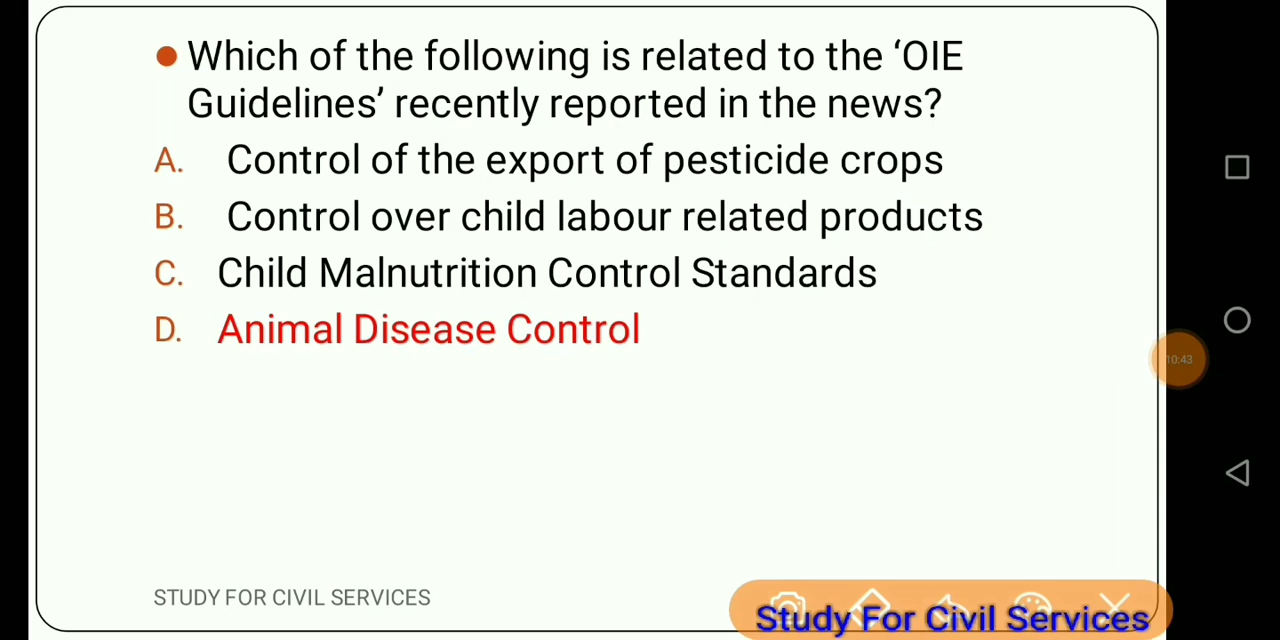 Which of the following is related to the ‘OIE
Guidelines’ recently reported in the news?
A. Control of the export of pesticide crops
B. Control over child labour related products
C. Child Malnutrition Control Standards
D. Animal Disease Control
10:43
STUDY FOR CIVIL SERVICES
Study For Civil Services